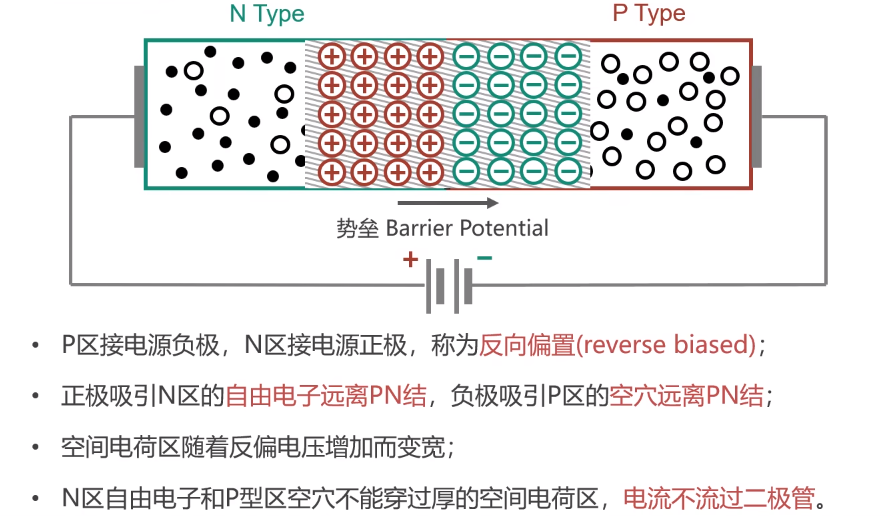 N Type
P Type
势垒 Barrier Potential
+ −
• P区接电源负极，N区接电源正极，称为反向偏置(reverse biased)；
• 正极吸引N区的自由电子远离PN结，负极吸引P区的空穴远离PN结；
• 空间电荷区随着反偏电压增加而变宽；
• N区自由电子和P型区空穴不能穿过厚的空间电荷区，电流不流过二极管。